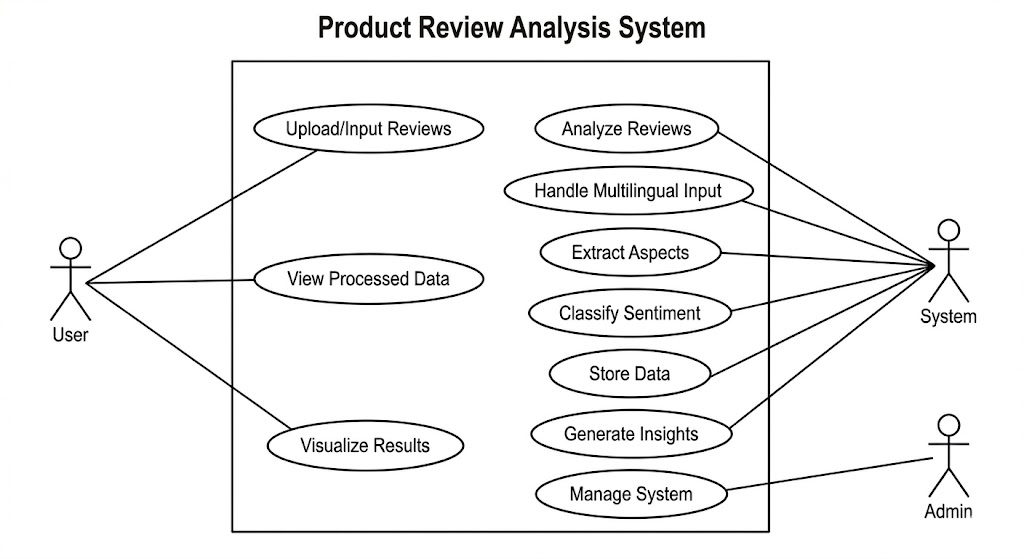 Product Review Analysis System
Upload/Input Reviews
View Processed Data
Visualize Results
Analyze Reviews
Handle Multilingual Input
Extract Aspects
Classify Sentiment
Store Data
Generate Insights
Manage System
User
System
Admin